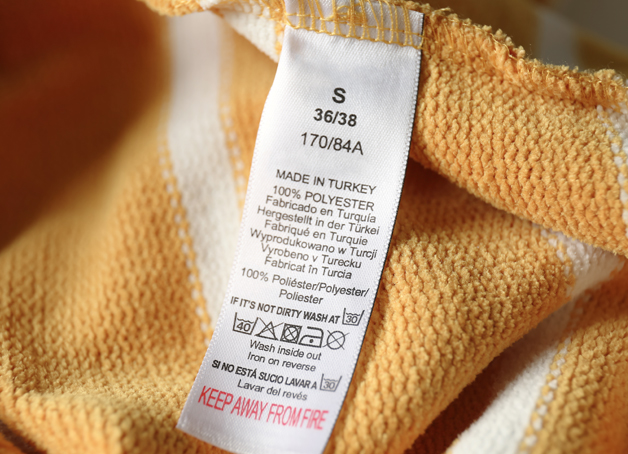 S
36/38
170/84A
MADE IN TURKEY
100% POLYESTER
Fabricado en Turquía
Hergestellt in der Türkei
Fabriqué en Turquie
Wyprodukowano w Turcji
Vyrobeno v Turecku
Fabricat în Turcia
100% Poliéster/Polyester/
Poliester
IF IT'S NOT DIRTY WASH AT 30
40
Wash inside out
Iron on reverse
SI NO ESTÁ SUCIO LAVAR A 30
Lavar del revés
KEEP AWAY FROM FIRE